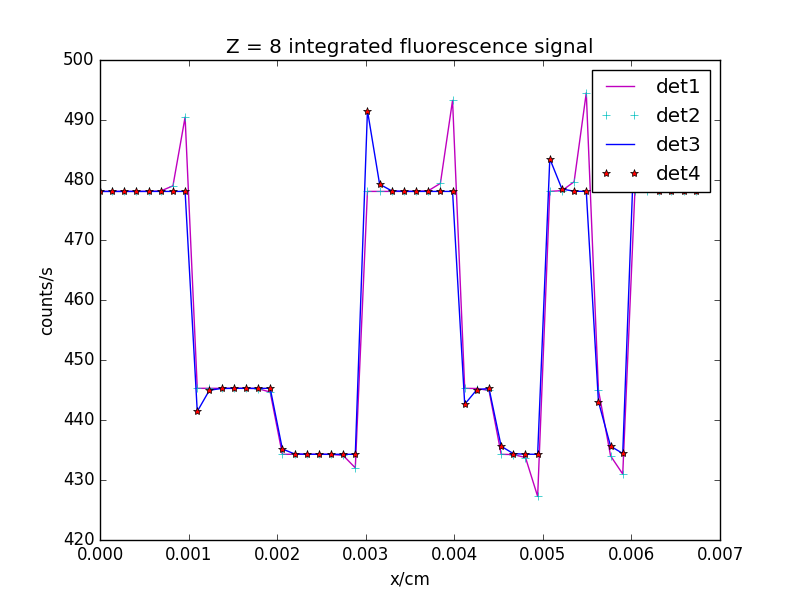 Z = 8 integrated fluorescence signal
500
490
480
470
460
450
440
430
420
counts/s
det1
det2
det3
det4
0.000 0.001 0.002 0.003 0.004 0.005 0.006 0.007
x/cm